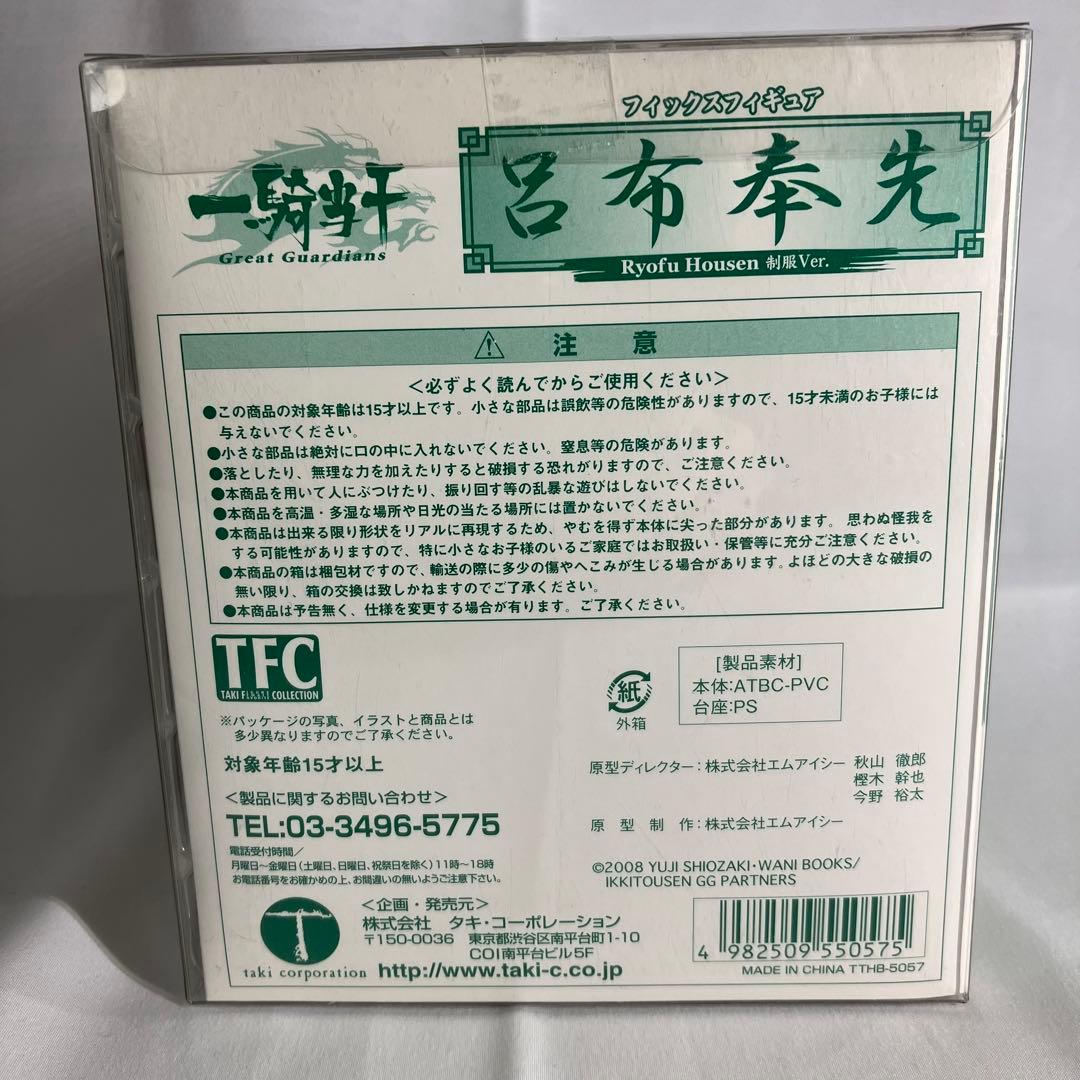 フィックスフィギュア
一騎当千
Great Guardians
呂布奉先
Ryofu Housen 制服Ver.
注意
＜必ずよく読んでからご使用ください＞
●この商品の対象年齢は15才以上です。小さな部品は誤飲等の危険性がありますので、15才未満のお子様には
与えないでください。
●小さな部品は絶対に口の中に入れないでください。窒息等の危険があります。
●落としたり、無理な力を加えたりすると破損する恐れがりますので、ご注意ください。
●本商品を用いて人にぶつけたり、振り回す等の乱暴な遊びはしないでください。
●本商品を高温・多湿な場所や日光の当たる場所には置かないでください。
●本商品は出来る限り形状をリアルに再現するため、やむを得ず本体に尖った部分があります。 思わぬ怪我を
する可能性がありますので、特に小さなお子様のいるご家庭ではお取扱い・保管等に充分ご注意ください。
●本商品の箱は梱包材ですので、輸送の際に多少の傷やへこみが生じる場合があります。よほどの大きな破損の
無い限り、箱の交換は致しかねますのでご了承ください。
●本商品は予告無く、仕様を変更する場合が有ります。ご了承ください。
TFC
TAKI COLLECTION
※パッケージの写真、イラストと商品とは
多少異なりますのでご了承ください。
対象年齢15才以上
紙
外箱
［製品素材］
本体:ATBC-PVC
台座:PS
＜製品に関するお問い合わせ＞
TEL:03-3496-5775
電話受付時間／
月曜日～金曜日(土曜日、日曜日、祝祭日を除く)11時～18時
お電話番号をお確かめの上、お間違いの無いようご注意下さい。
原型ディレクター：株式会社エムアイシー 秋山 徹郎
樫木 幹也
今野 裕太
原型制作：株式会社エムアイシー
©2008 YUJI SHIOZAKI・WANI BOOKS/
IKKITOUSEN GG PARTNERS
taki corporation
＜企画・発売元＞
株式会社 タキ・コーポレーション
〒150-0036 東京都渋谷区南平台町1-10
COI南平台ビル5F
http://www.taki-c.co.jp
4 982509 550575
MADE IN CHINA TTHB-5057